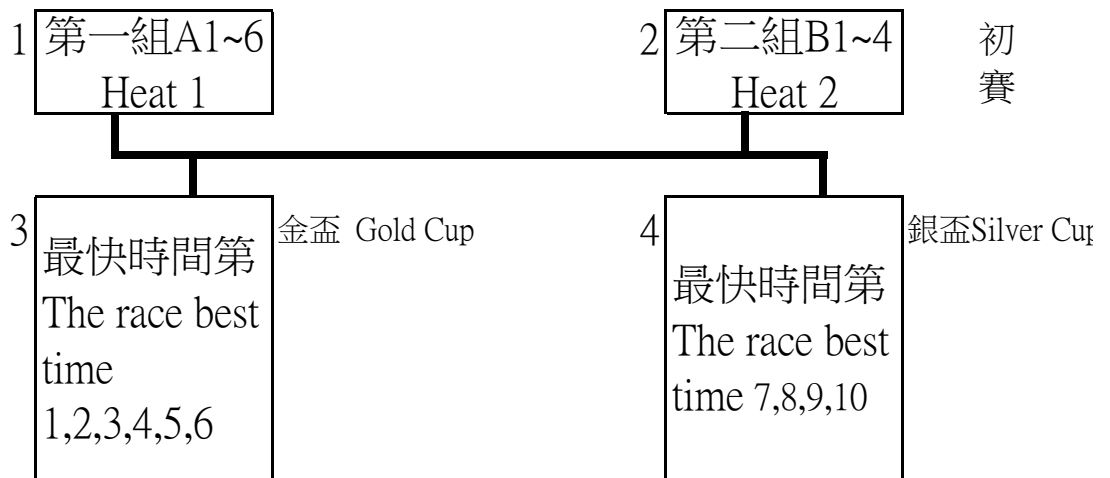 1
第一組A1~6
Heat 1
2
第二組B1~4
Heat 2
初
賽
3
最快時間第
The race best
time
1,2,3,4,5,6
金盃 Gold Cup
4
最快時間第
The race best
time 7,8,9,10
銀盃Silver Cup